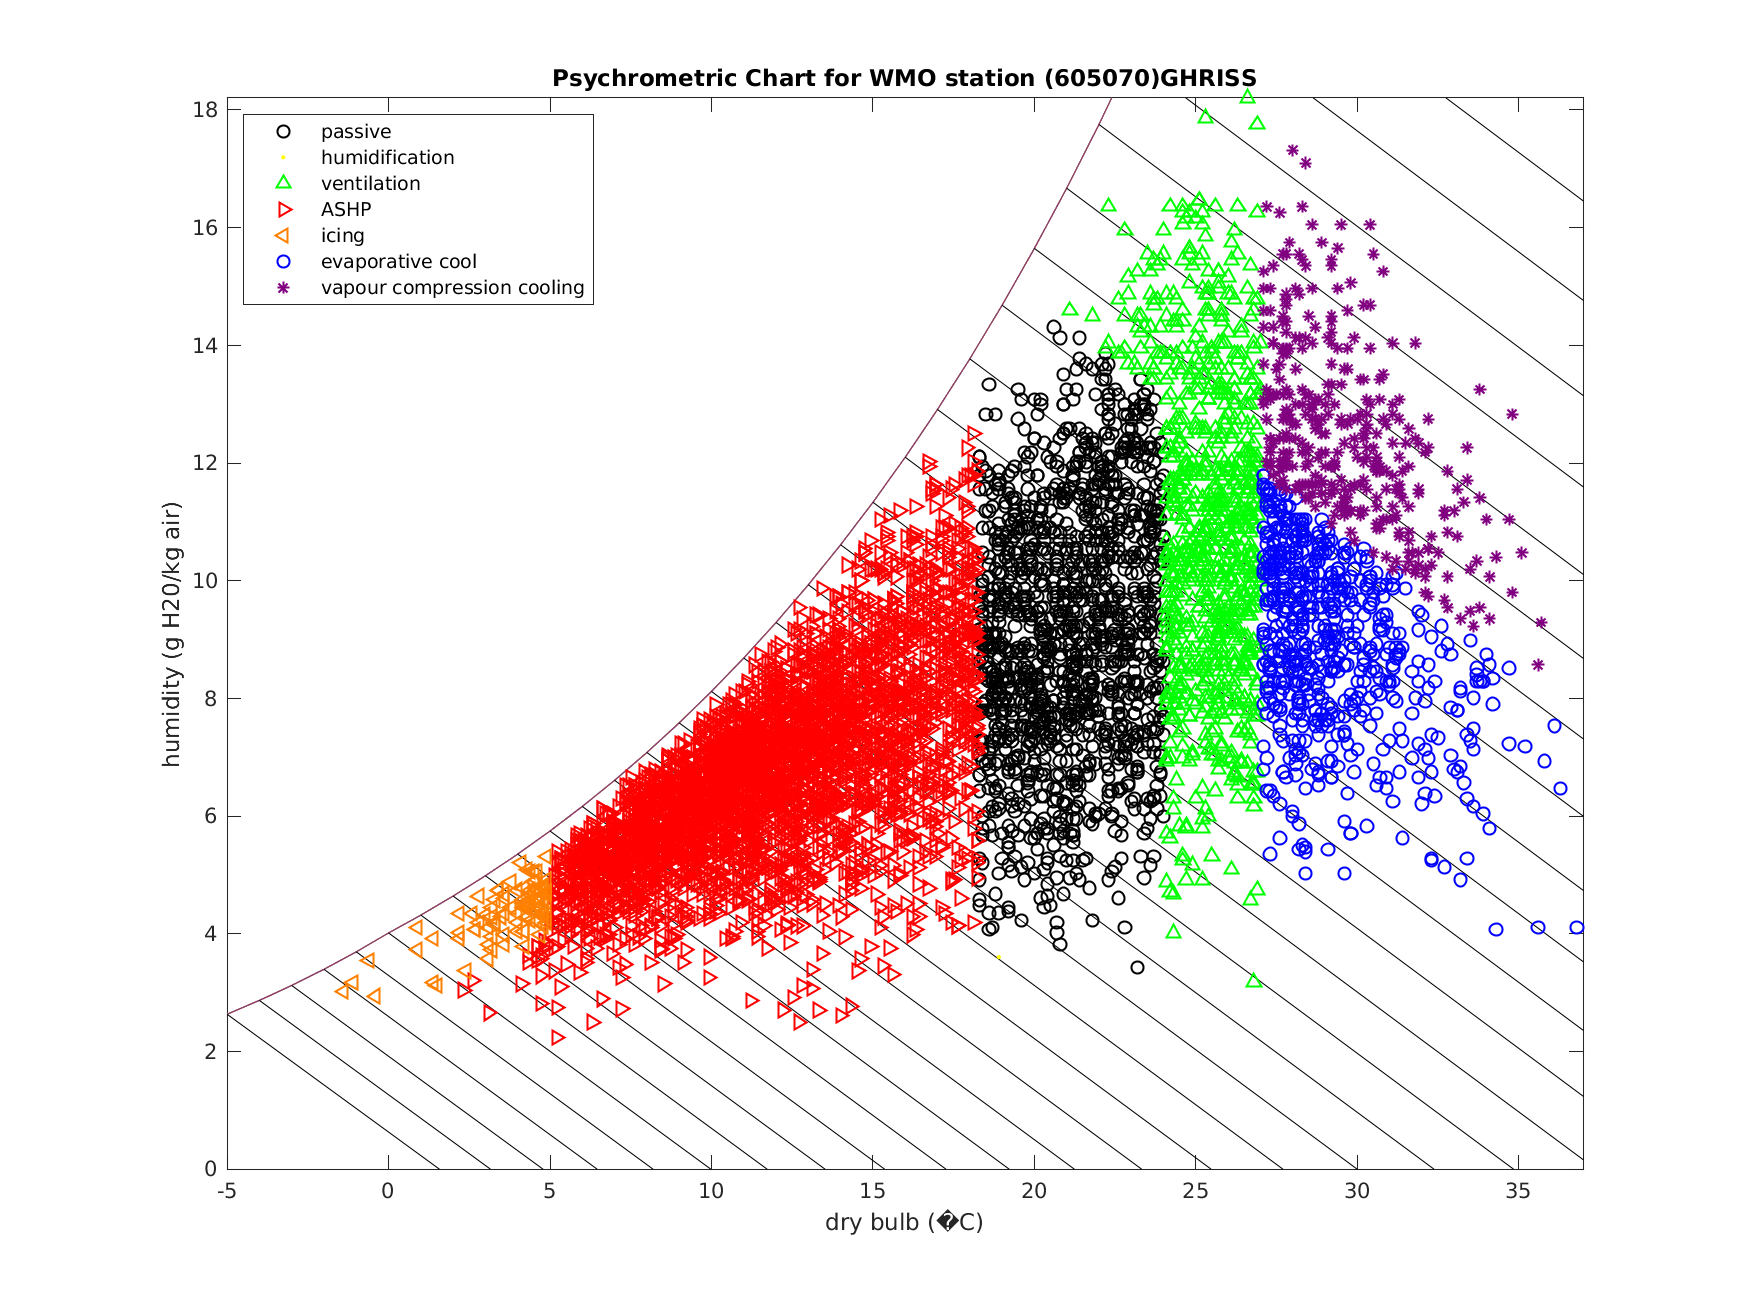 Psychrometric Chart for WMO station (605070)GHRISS
passive
humidification
ventilation
ASHP
icing
evaporative cool
vapour compression cooling
humidity (g H20/kg air)
18
16
14
12
10
8
6
4
2
0
-5 0 5 10 15 20 25 30 35
dry bulb (�C)